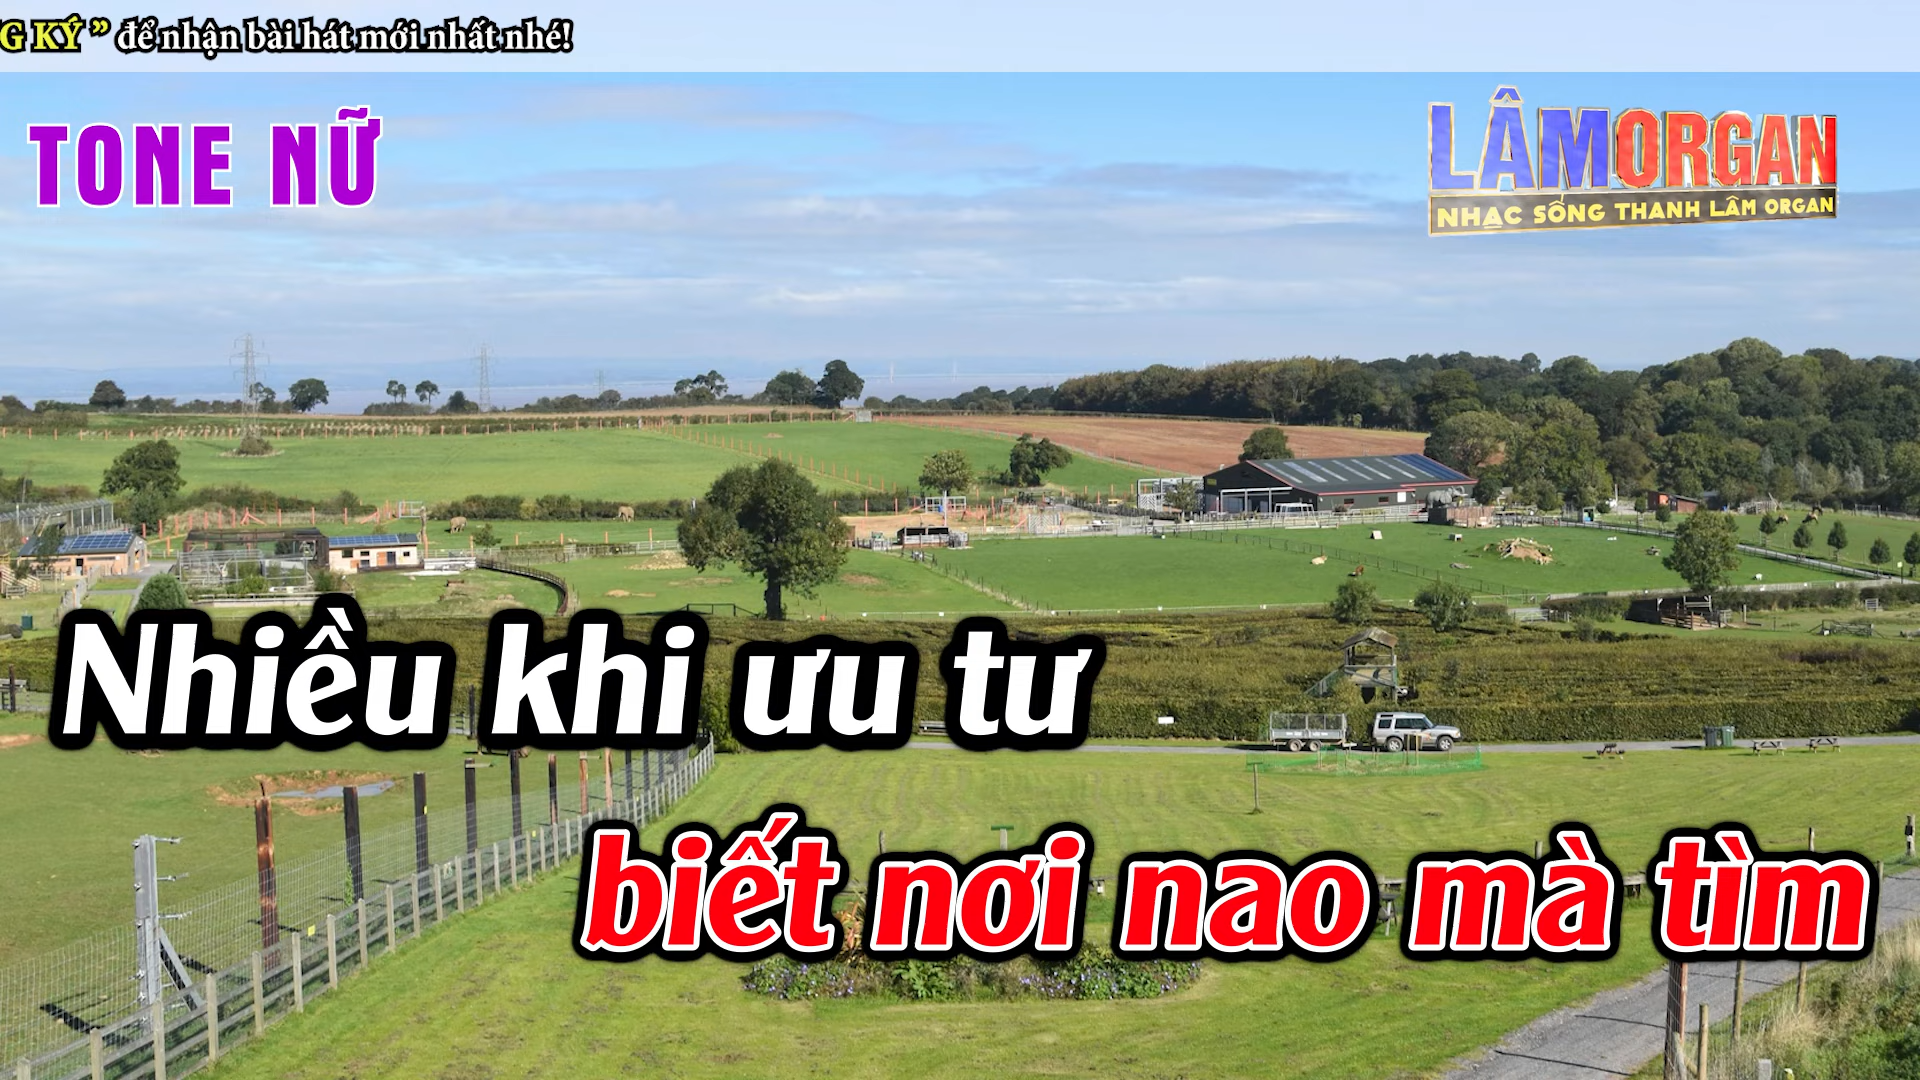 G KÝ ” để nhận bài hát mới nhất nhé!
TONE NỮ
LÂMORGAN
NHẠC SỐNG THANH LÂM ORGAN
Nhiều khi ưu tư
biết nơi nao mà tìm